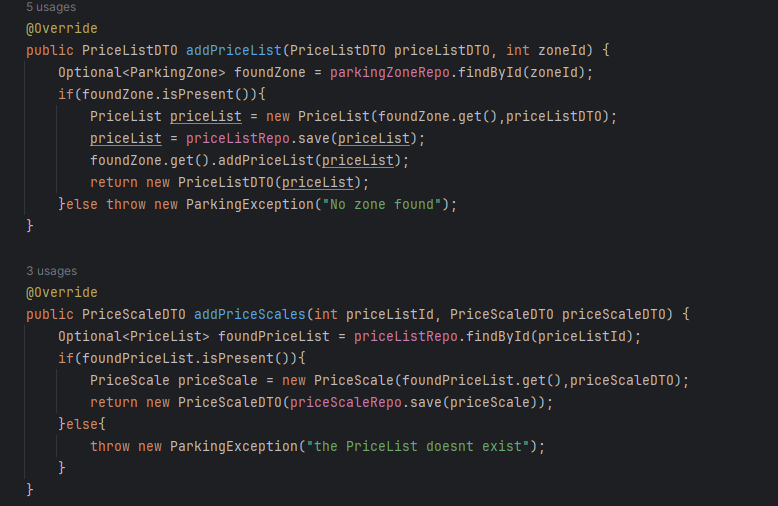 5 usages
@Override
public PriceListDTO addPriceList(PriceListDTO priceListDTO, int zoneId) {
    Optional<ParkingZone> foundZone = parkingZoneRepo.findById(zoneId);
    if(foundZone.isPresent()){
        PriceList priceList = new PriceList(foundZone.get(),priceListDTO);
        priceList = priceListRepo.save(priceList);
        foundZone.get().addPriceList(priceList);
        return new PriceListDTO(priceList);
    }else throw new ParkingException("No zone found");
}
3 usages
@Override
public PriceScaleDTO addPriceScales(int priceListId, PriceScaleDTO priceScaleDTO) {
    Optional<PriceList> foundPriceList = priceListRepo.findById(priceListId);
    if(foundPriceList.isPresent()){
        PriceScale priceScale = new PriceScale(foundPriceList.get(),priceScaleDTO);
        return new PriceScaleDTO(priceScaleRepo.save(priceScale));
    }else{
        throw new ParkingException("the PriceList doesnt exist");
    }
}